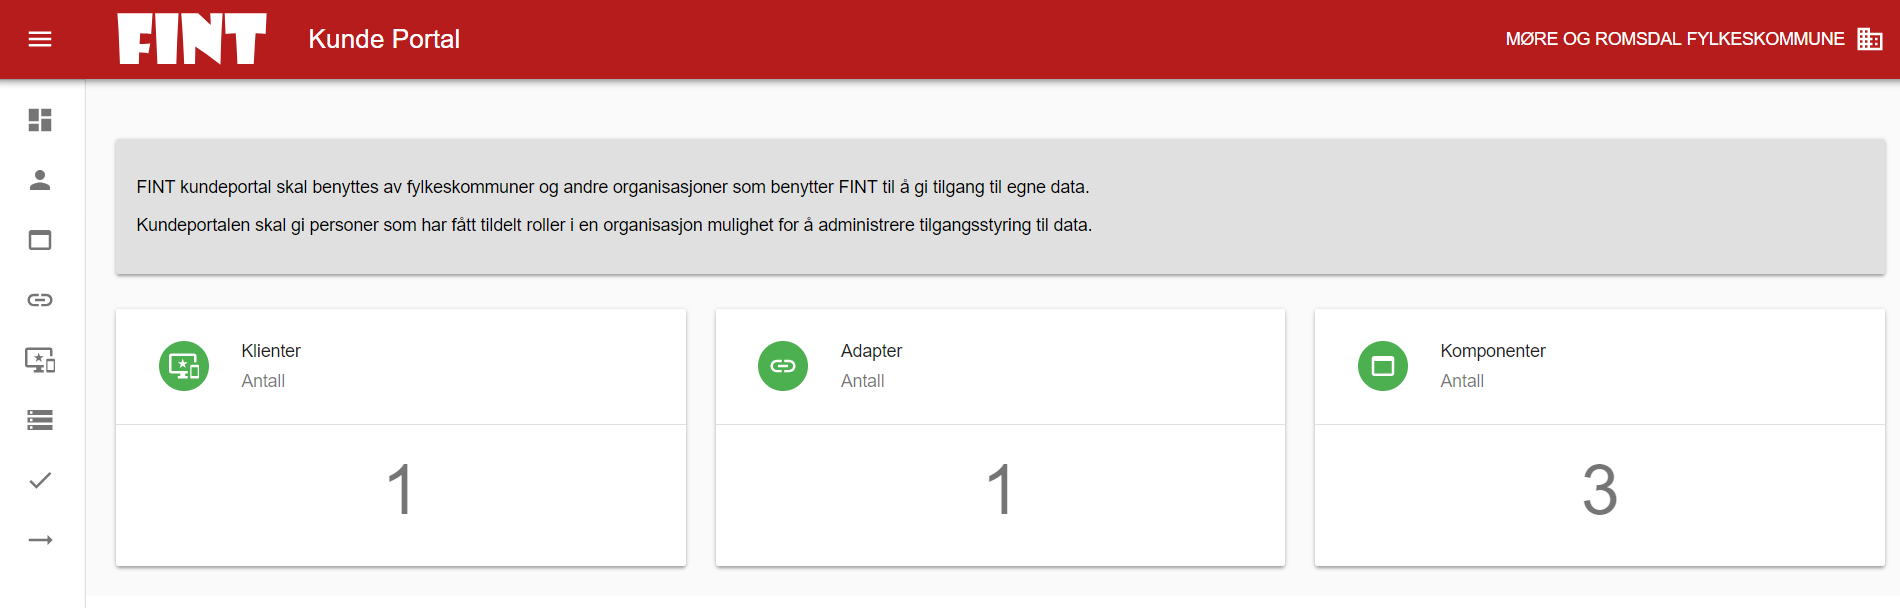 FINT
Kunde Portal
MØRE OG ROMSDAL FYLKESKOMMUNE
FINT kundeportal skal benyttes av fylkeskommuner og andre organisasjoner som benytter FINT til å gi tilgang til egne data.
Kundeportalen skal gi personer som har fått tildelt roller i en organisasjon mulighet for å administrere tilgangsstyring til data.
Klienter
Antall
1
Adapter
Antall
1
Komponenter
Antall
3